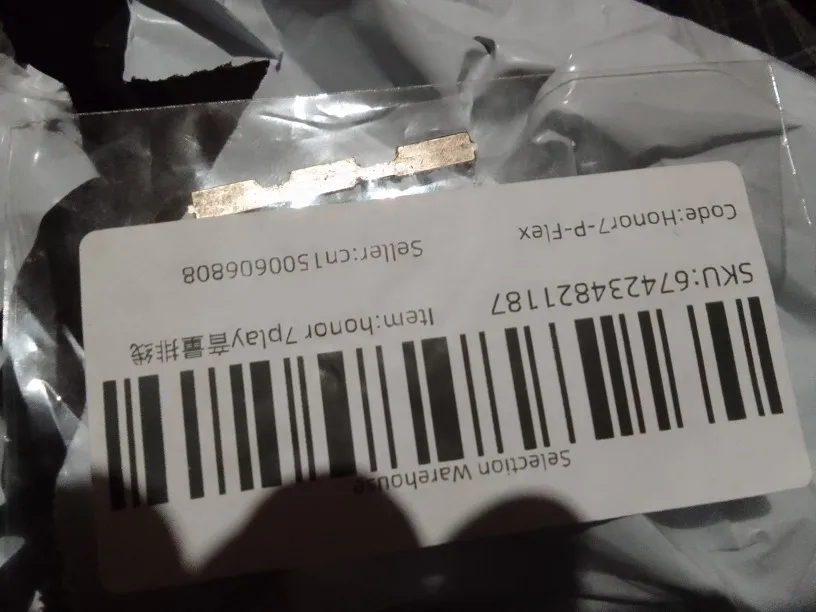 Selection Warehouse
SKU:674234821187 Item:honor 7play音量排线
Code:Honor7-P-Flex Seller:cn1500606808